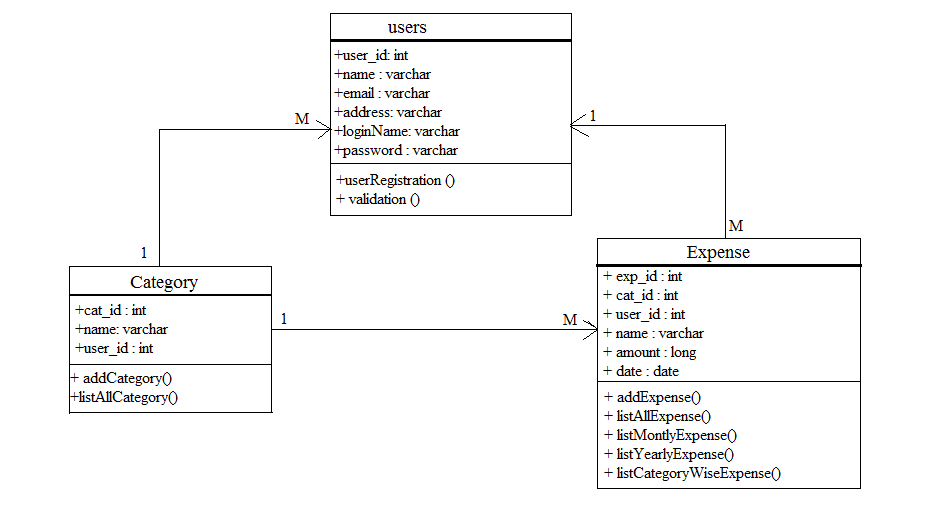 users
+user_id: int
+name : varchar
+email : varchar
+address: varchar
+loginName: varchar
+password : varchar
+userRegistration ()
+ validation ()
M
1
1
M
Category
+cat_id : int
+name: varchar
+user_id : int
+ addCategory()
+listAllCategory()
1
M
Expense
+ exp_id : int
+ cat_id : int
+ user_id : int
+ name : varchar
+ amount : long
+ date : date
+ addExpense()
+ listAllExpense()
+ listMontlyExpense()
+ listYearlyExpense()
+ listCategoryWiseExpense()